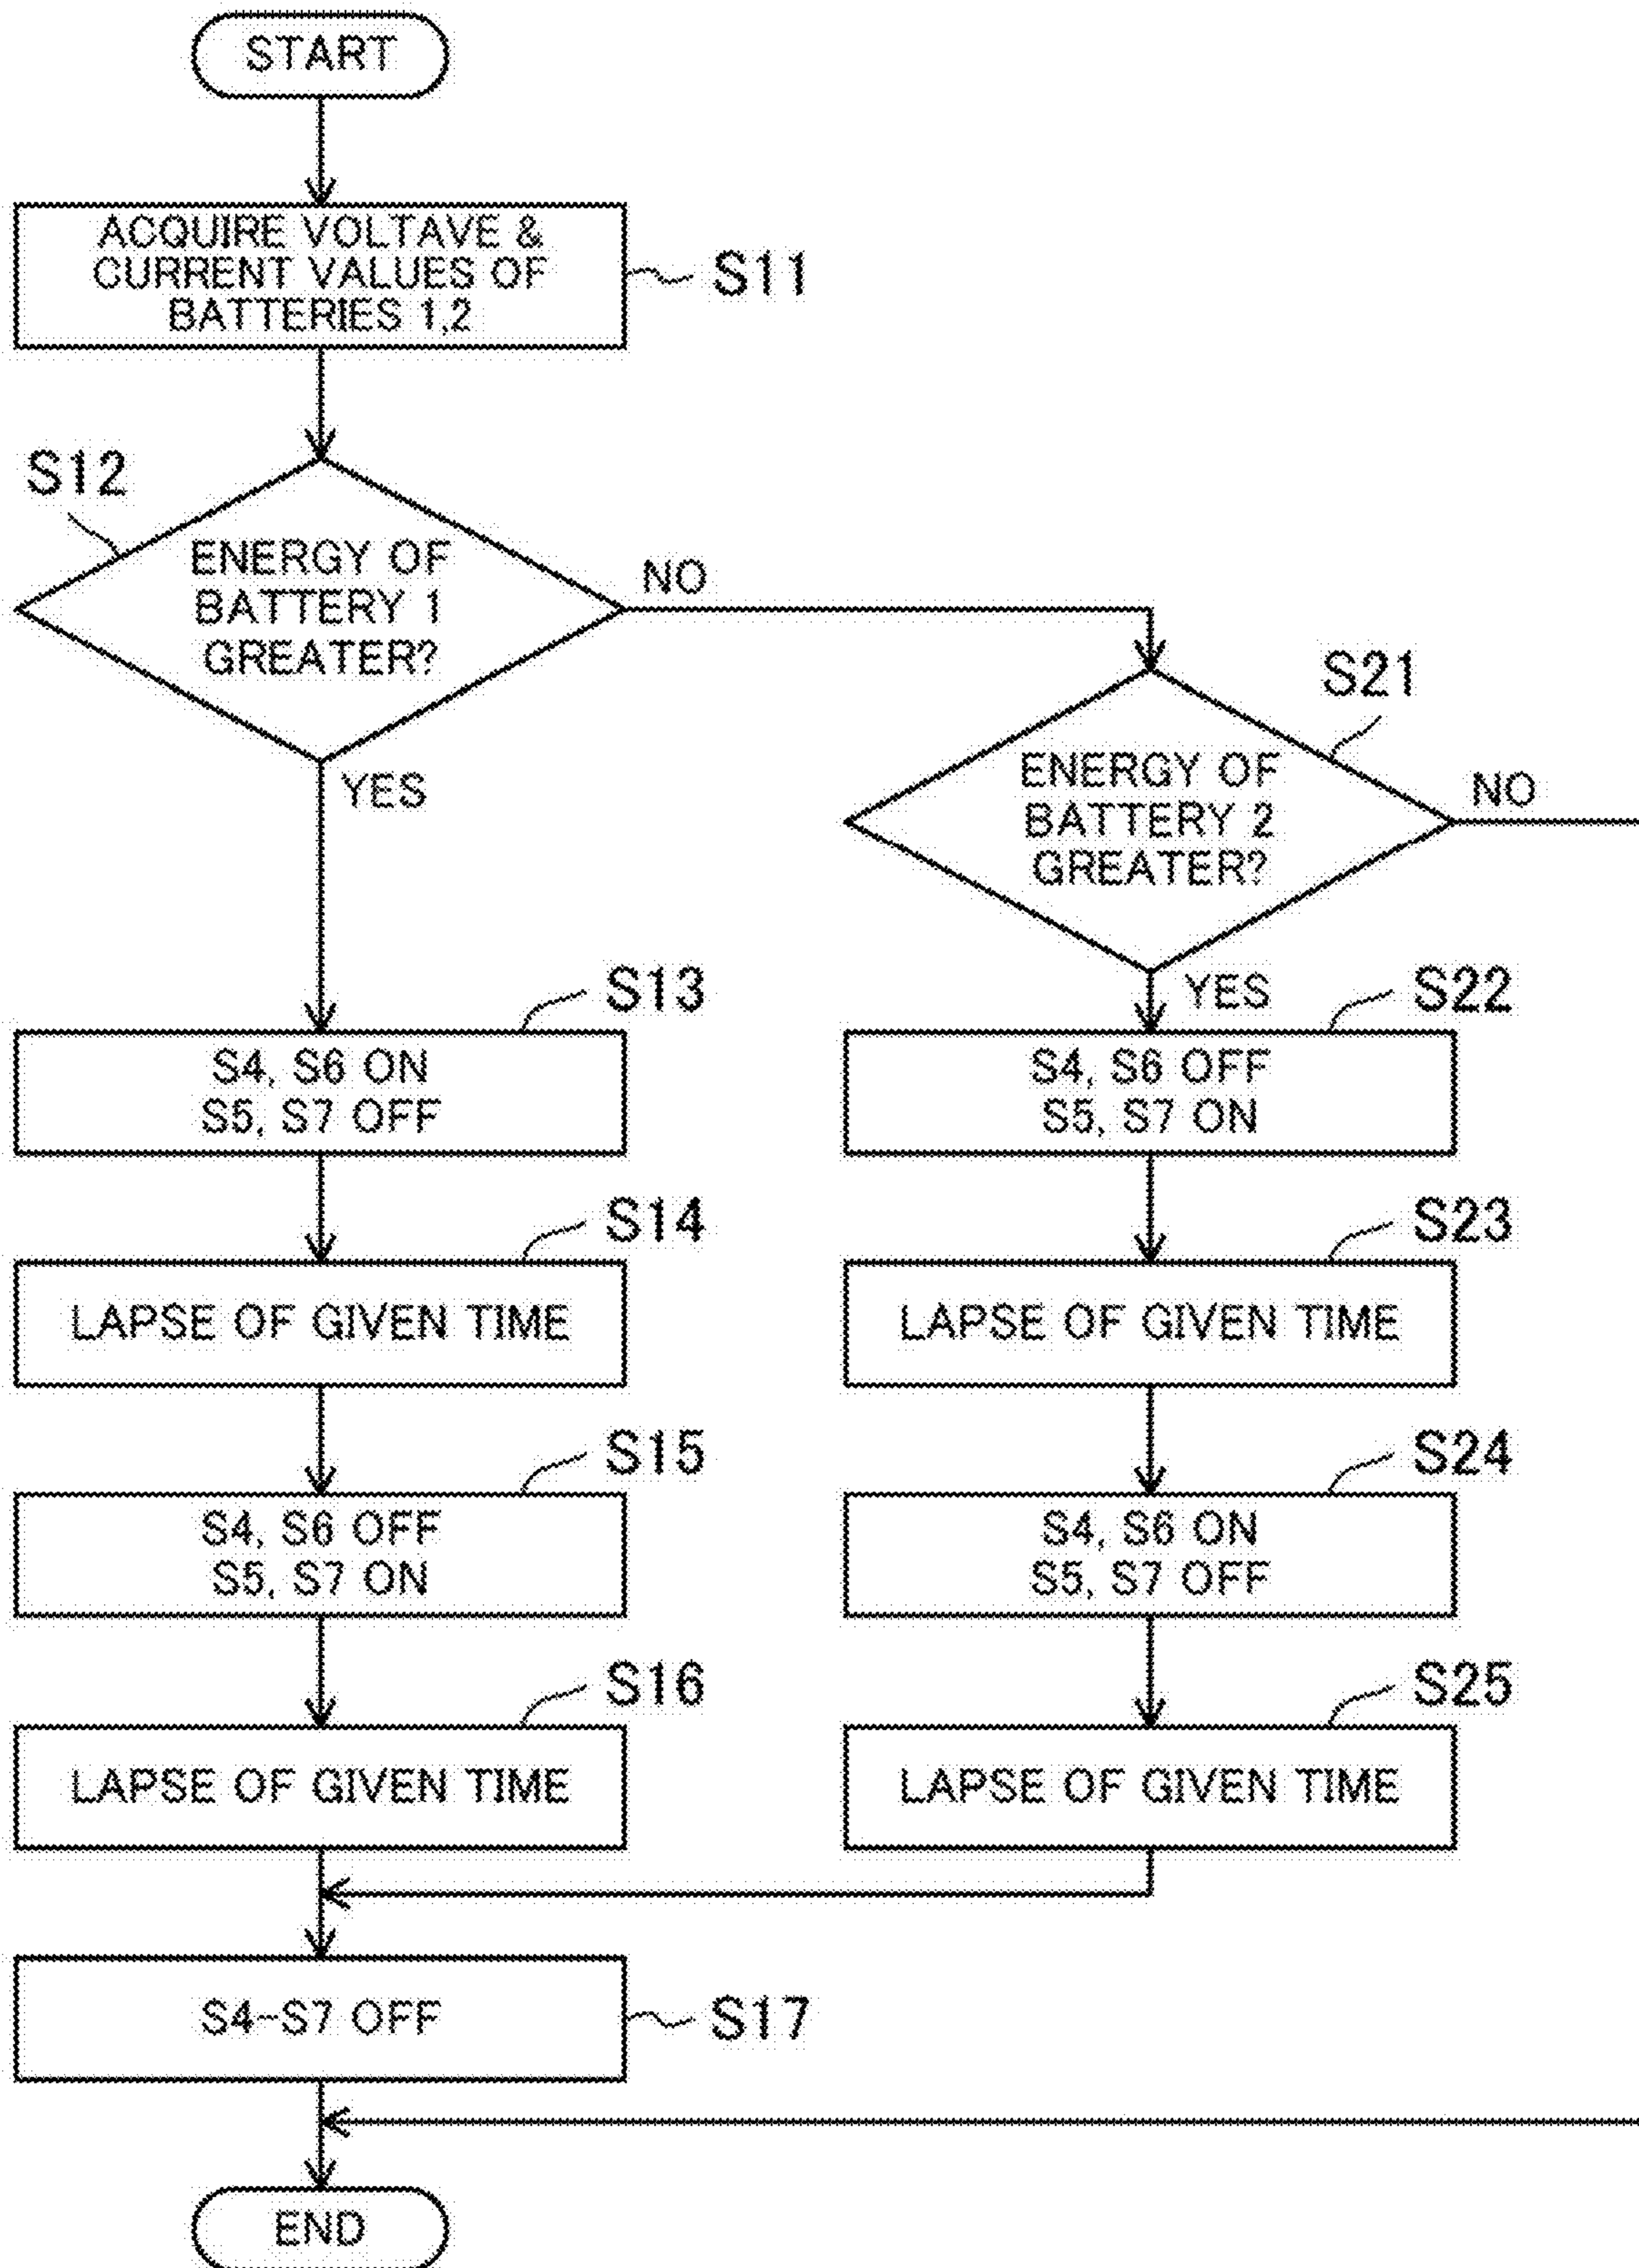 START
ACQUIRE VOLTAVE &
CURRENT VALUES OF
BATTERIES 1,2
S11
S12
ENERGY OF
BATTERY 1
GREATER?
NO
YES
S21
ENERGY OF
BATTERY 2
GREATER?
NO
YES
S13
S4, S6 ON
S5, S7 OFF
S22
S4, S6 OFF
S5, S7 ON
S14
LAPSE OF GIVEN TIME
S23
LAPSE OF GIVEN TIME
S15
S4, S6 OFF
S5, S7 ON
S24
S4, S6 ON
S5, S7 OFF
S16
LAPSE OF GIVEN TIME
S25
LAPSE OF GIVEN TIME
S4-S7 OFF
S17
END